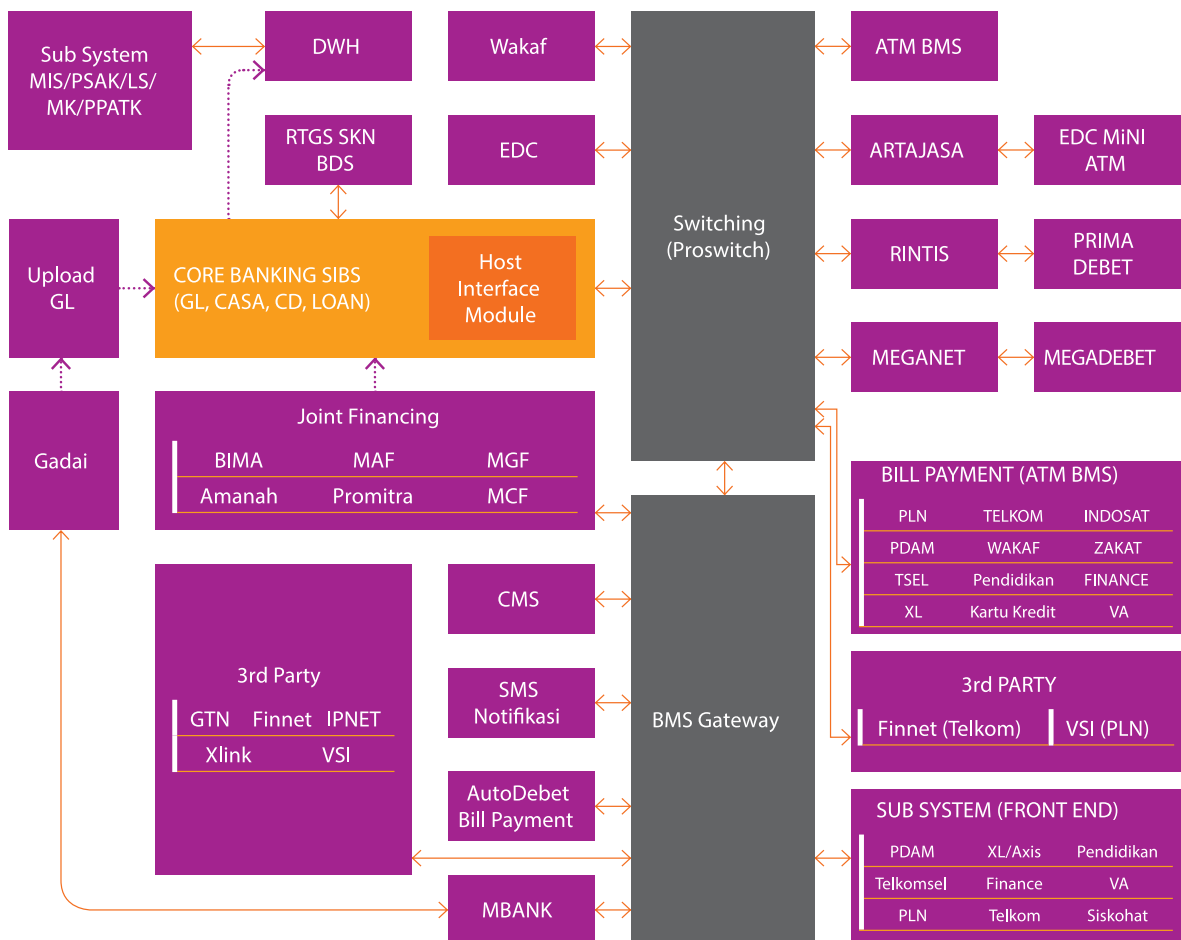 Sub System
MIS/PSAK/LS/
MK/PPATK
DWH
Wakaf
ATM BMS
RTGS SKN
BDS
EDC
ARTAJASA
EDC MiNI
ATM
Switching
(Proswitch)
Upload
GL
CORE BANKING SIBS
(GL, CASA, CD, LOAN)
Host
Interface
Module
RINTIS
PRIMA
DEBET
MEGANET
MEGADEBET
Gadai
Joint Financing
BIMA MAF MGF
Amanah Promitra MCF
BILL PAYMENT (ATM BMS)
PLN TELKOM INDOSAT
PDAM WAKAF ZAKAT
TSEL Pendidikan FINANCE
XL Kartu Kredit VA
3rd Party
GTN Finnet IPNET
Xlink VSI
CMS
SMS
Notifikasi
AutoDebet
Bill Payment
MBANK
BMS Gateway
3rd PARTY
Finnet (Telkom) VSI (PLN)
SUB SYSTEM (FRONT END)
PDAM XL/Axis Pendidikan
Telkomsel Finance VA
PLN Telkom Siskohat